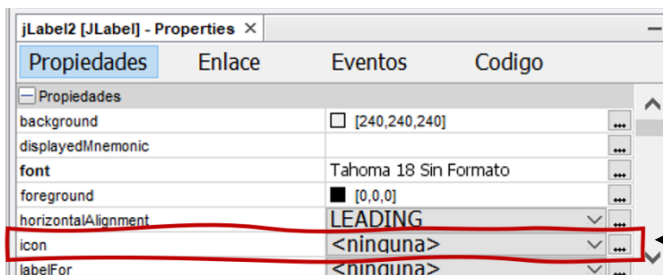 jLabel2 [JLabel] - Properties ×
Propiedades Enlace Eventos Codigo
Propiedades
background [240,240,240] ...
displayedMnemonic ...
font Tahoma 18 Sin Formato ...
foreground [0,0,0] ...
horizontalAlignment LEADING ...
icon <ninguna> ...
labelFor <ninguna> ...